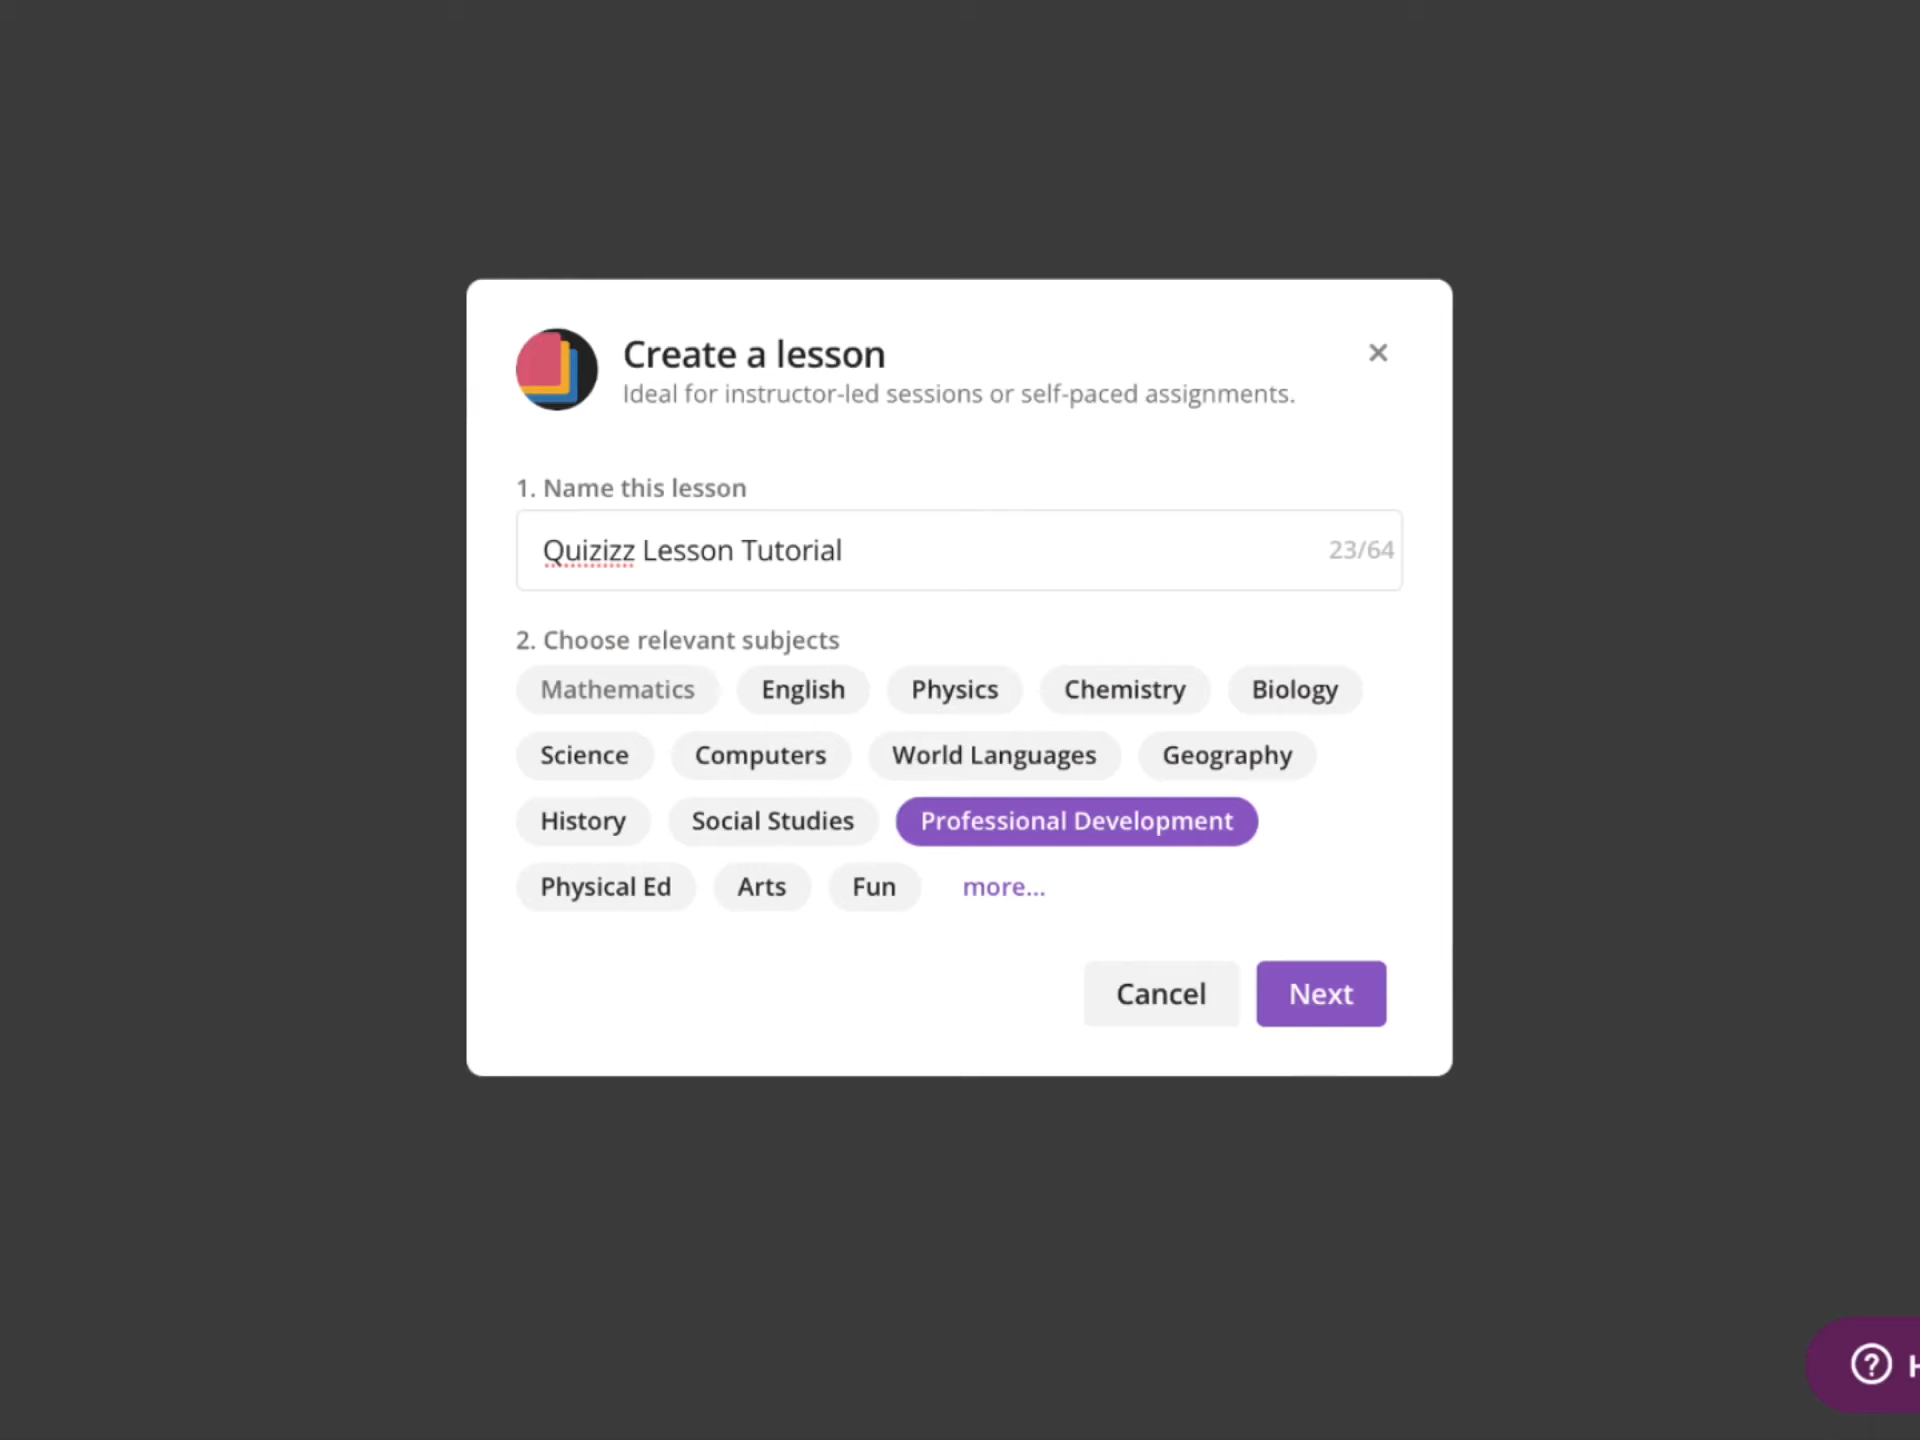 Create a lesson
Ideal for instructor-led sessions or self-paced assignments.
1. Name this lesson
Quizizz Lesson Tutorial 23/64
2. Choose relevant subjects
Mathematics English Physics Chemistry Biology
Science Computers World Languages Geography
History Social Studies Professional Development
Physical Ed Arts Fun more...
Cancel Next